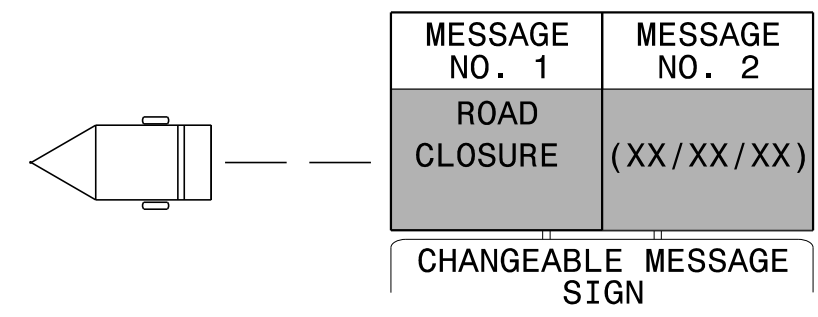 MESSAGE NO. 1
MESSAGE NO. 2
ROAD
CLOSURE
(XX/XX/XX)
CHANGEABLE MESSAGE
SIGN